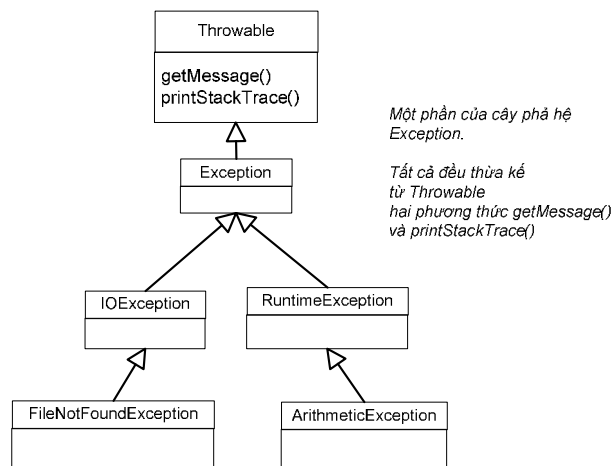 Throwable
getMessage()
printStackTrace()
Một phần của cây phả hệ
Exception.
Tất cả đều thừa kế
từ Throwable
hai phương thức getMessage()
và printStackTrace()
Exception
IOException
RuntimeException
FileNotFoundException
ArithmeticException